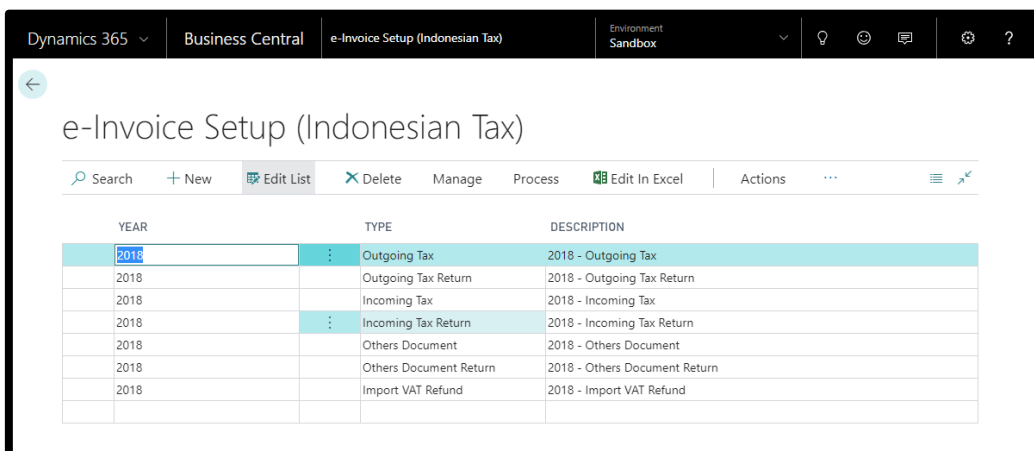 Dynamics 365 Business Central e-Invoice Setup (Indonesian Tax) Environment
Sandbox ?
e-Invoice Setup (Indonesian Tax)
Search New Edit List Delete Manage Process Edit In Excel Actions ...
YEAR TYPE DESCRIPTION
2018 Outgoing Tax 2018 - Outgoing Tax
2018 Outgoing Tax Return 2018 - Outgoing Tax Return
2018 Incoming Tax 2018 - Incoming Tax
2018 Incoming Tax Return 2018 - Incoming Tax Return
2018 Others Document 2018 - Others Document
2018 Others Document Return 2018 - Others Document Return
2018 Import VAT Refund 2018 - Import VAT Refund